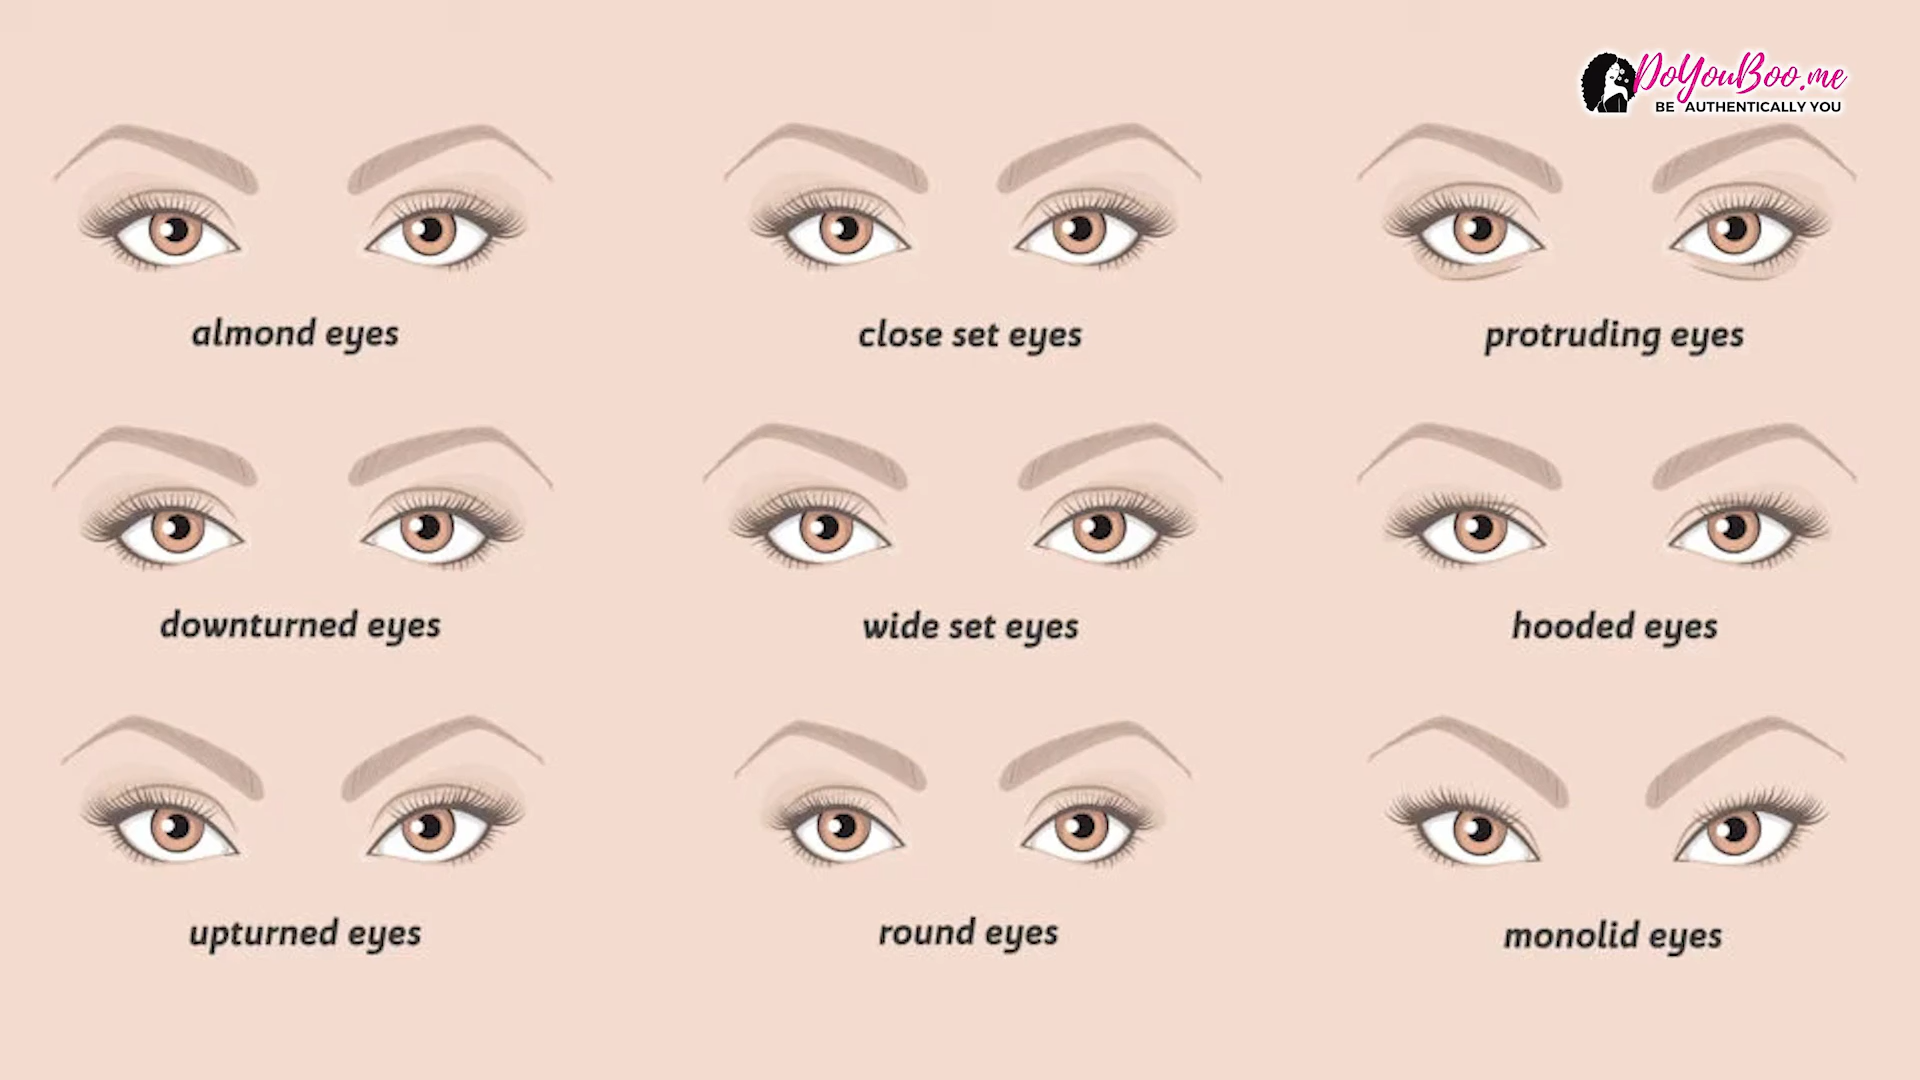 DoYouBoo.me
BE AUTHENTICALLY YOU
almond eyes
close set eyes
protruding eyes
downturned eyes
wide set eyes
hooded eyes
upturned eyes
round eyes
monolid eyes